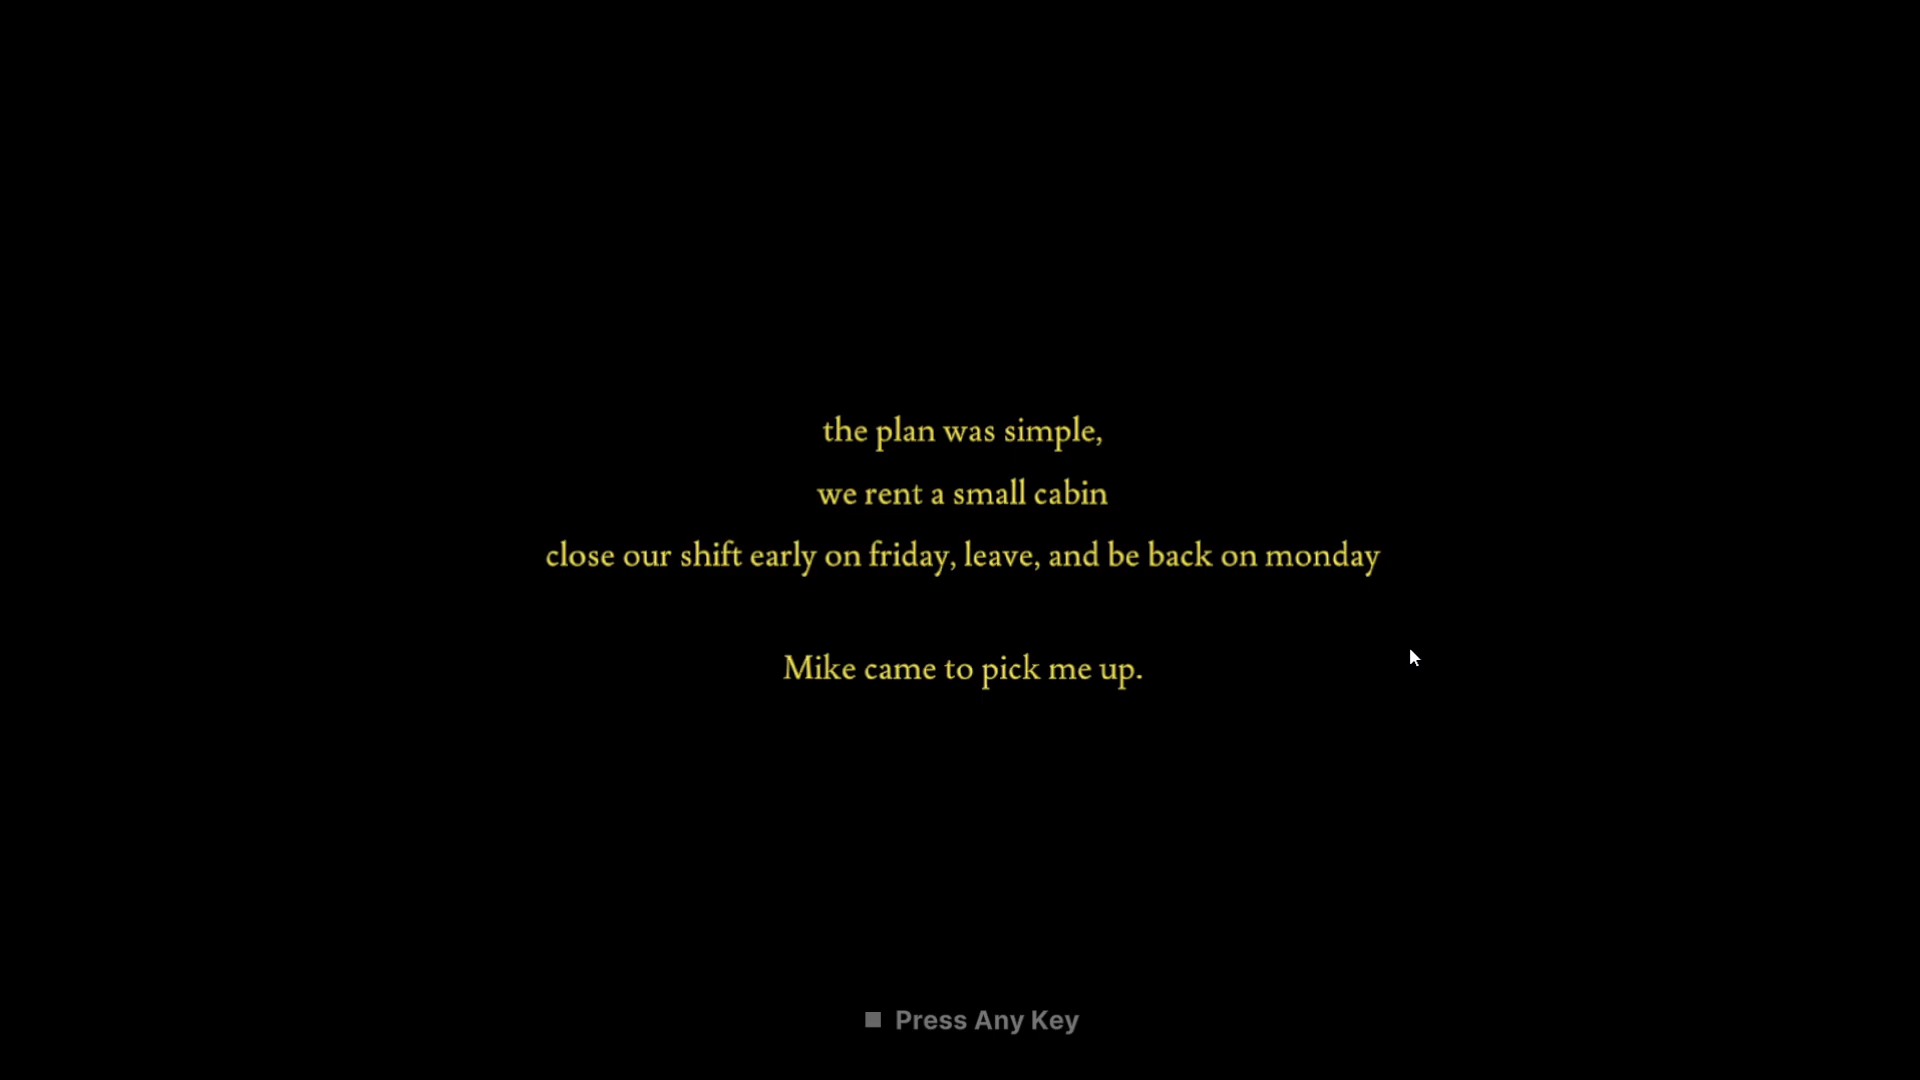 the plan was simple,
we rent a small cabin
close our shift early on friday, leave, and be back on monday
Mike came to pick me up.
Press Any Key